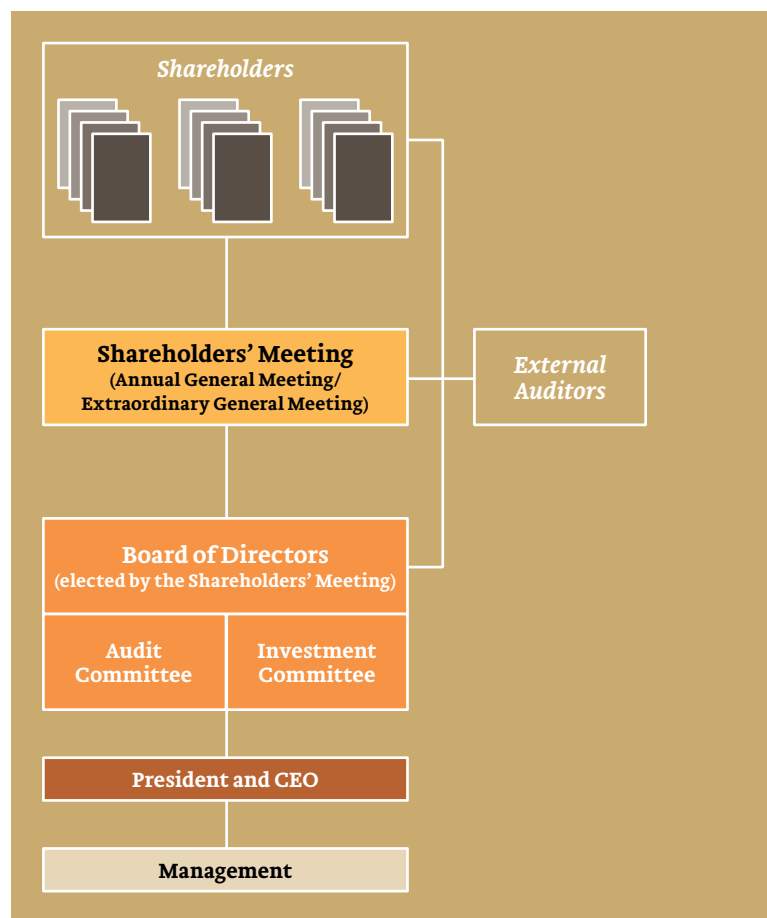 Shareholders
Shareholders’ Meeting
(Annual General Meeting/
Extraordinary General Meeting)
External
Auditors
Board of Directors
(elected by the Shareholders’ Meeting)
Audit
Committee
Investment
Committee
President and CEO
Management